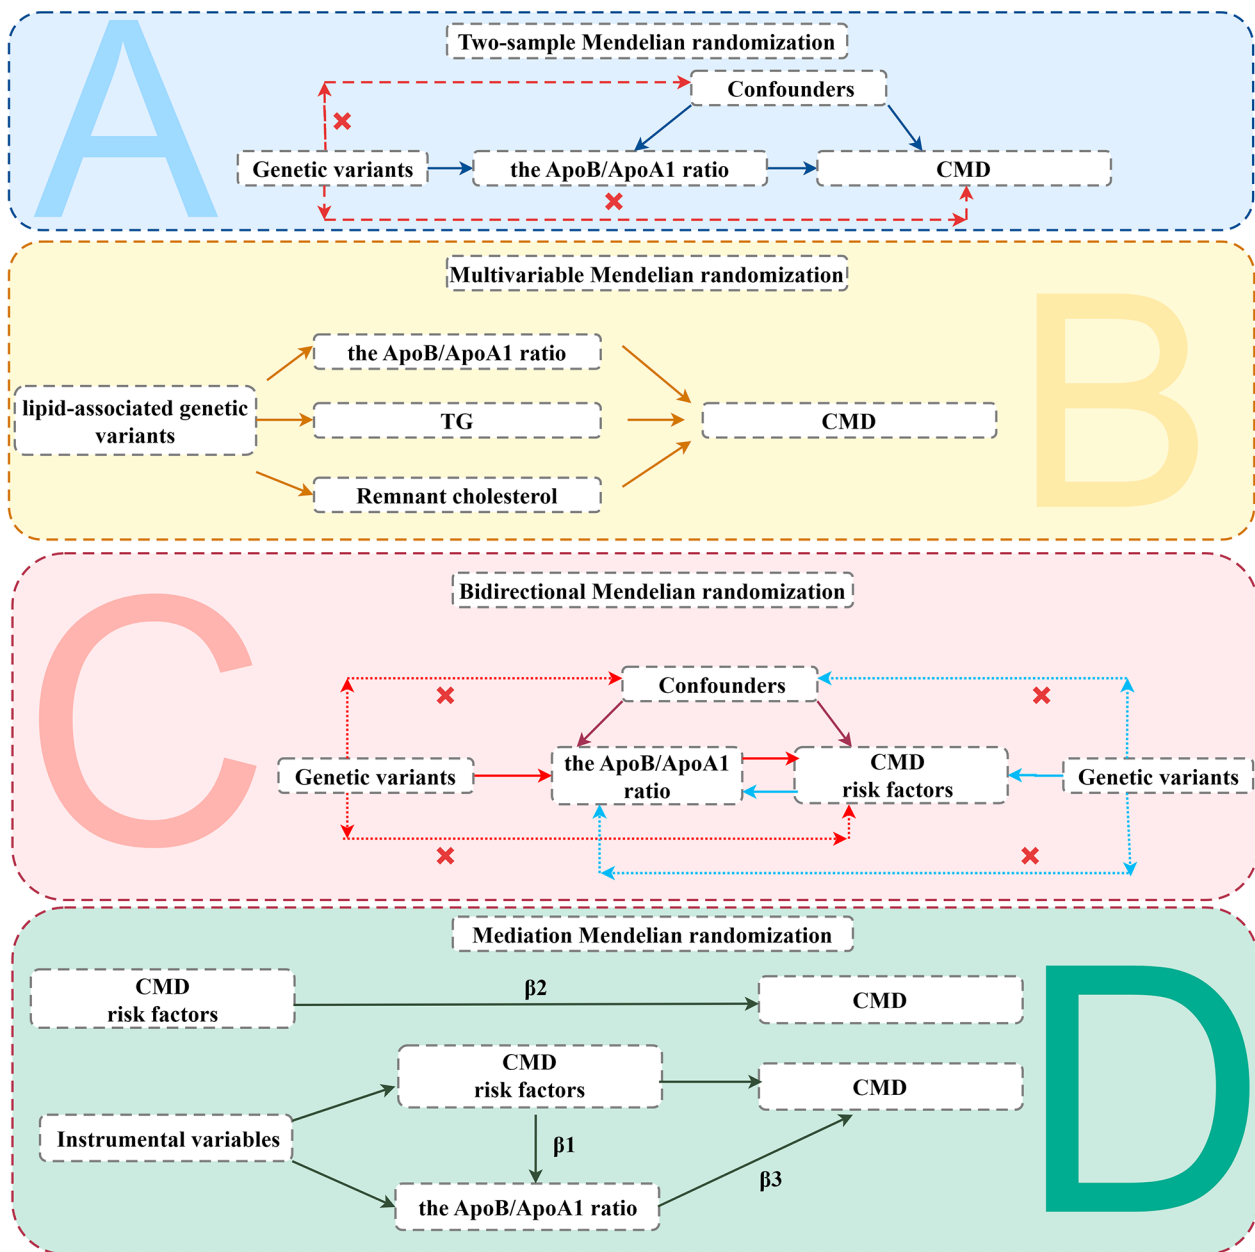 A
Two-sample Mendelian randomization
Confounders
Genetic variants
the ApoB/ApoA1 ratio
CMD
B
Multivariable Mendelian randomization
the ApoB/ApoA1 ratio
lipid-associated genetic
variants
TG
CMD
Remnant cholesterol
C
Bidirectional Mendelian randomization
Confounders
Genetic variants
the ApoB/ApoA1
ratio
CMD
risk factors
Genetic variants
D
Mediation Mendelian randomization
CMD
risk factors
β2
CMD
CMD
risk factors
CMD
Instrumental variables
β1
β3
the ApoB/ApoA1 ratio